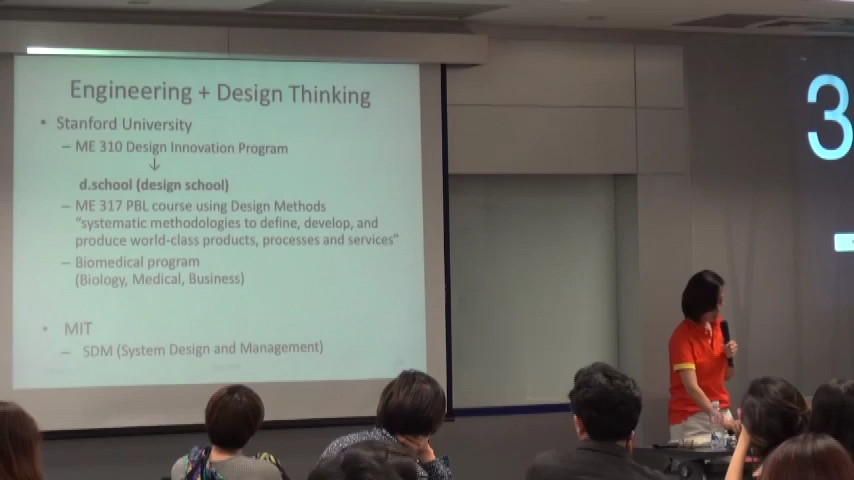 Engineering + Design Thinking
• Stanford University
– ME 310 Design Innovation Program
↓
d.school (design school)
– ME 317 PBL course using Design Methods
“systematic methodologies to define, develop, and
produce world-class products, processes and services”
– Biomedical program
(Biology, Medical, Business)
• MIT
– SDM (System Design and Management)
3